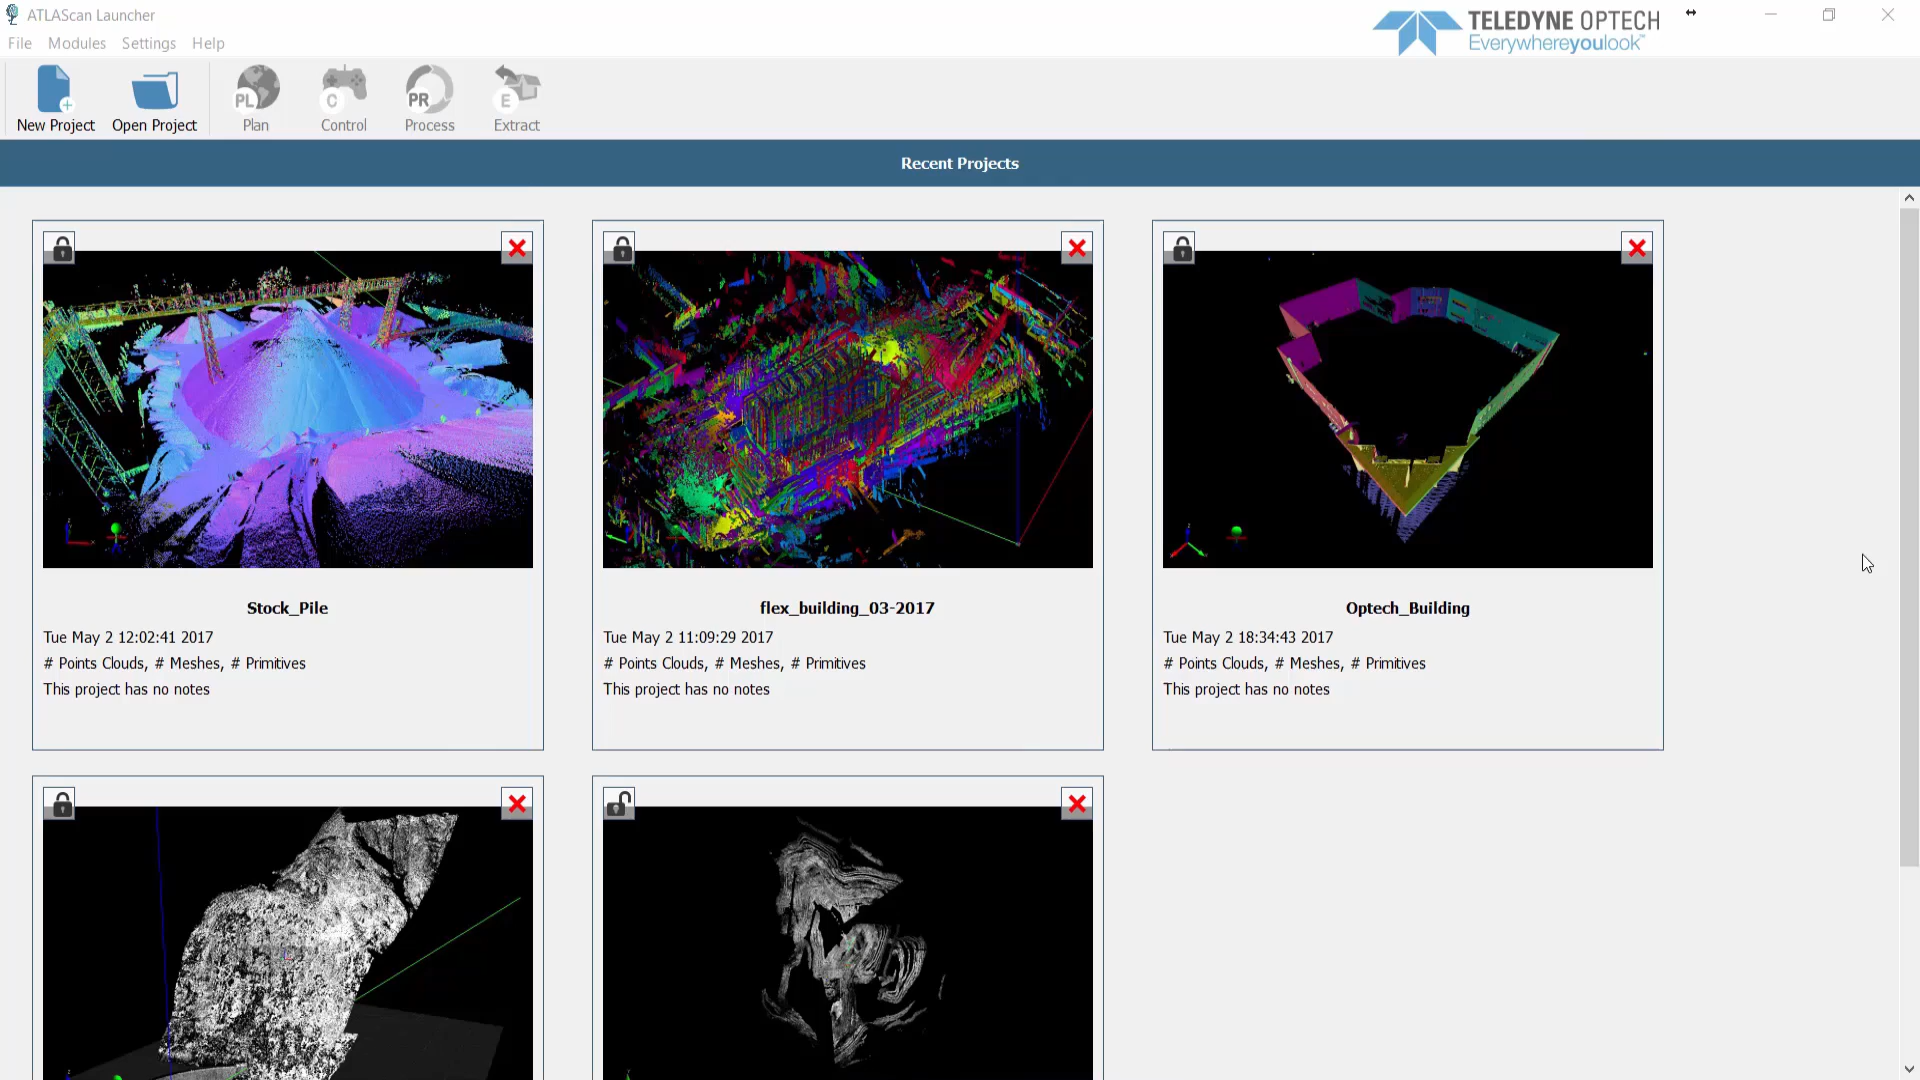 ATLAScan Launcher
File Modules Settings Help
TELEDYNE OPTECH
Everywhereyoulook™
PL C PR E
New Project Open Project Plan Control Process Extract
Recent Projects
Stock_Pile
Tue May 2 12:02:41 2017
# Points Clouds, # Meshes, # Primitives
This project has no notes
flex_building_03-2017
Tue May 2 11:09:29 2017
# Points Clouds, # Meshes, # Primitives
This project has no notes
Optech_Building
Tue May 2 18:34:43 2017
# Points Clouds, # Meshes, # Primitives
This project has no notes